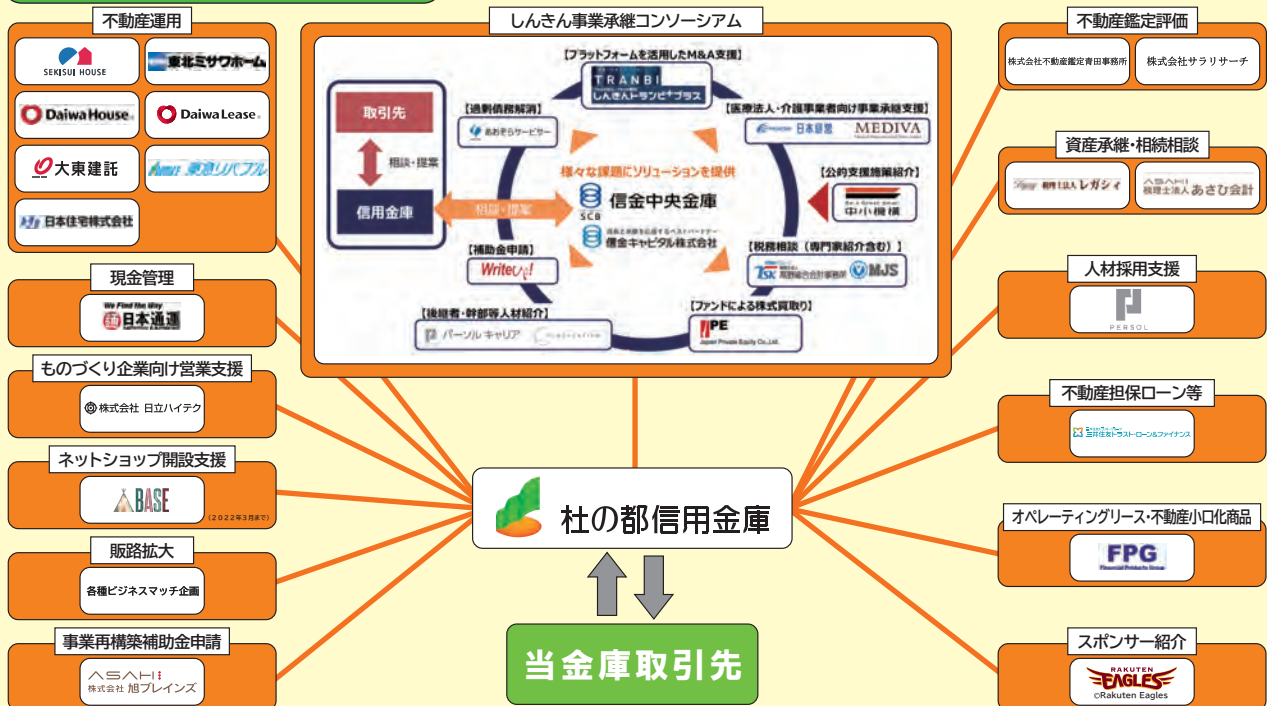 不動産運用
SEKISUI HOUSE
東北ミサワホーム
Daiwa House®
Daiwa Lease®
大東建託
東急リバブル
日本住宅株式会社
現金管理
We Find the Way
日本通運
ものづくり企業向け営業支援
株式会社 日立ハイテク
ネットショップ開設支援
BASE
(2022年3月まで)
販路拡大
各種ビジネスマッチ企画
事業再構築補助金申請
ASAHI
株式会社 旭ブレインズ
しんきん事業承継コンソーシアム
【プラットフォームを活用したM&A支援】
TRANBI
しんきんトランビ+プラス
取引先
相談・提案
信用金庫
相談・提案
【過剰債務解消】
あおぞらサービサー
【医療法人・介護事業者向け事業承継支援】
日本経営
MEDIVA
様々な課題にソリューションを提供
SCB
信金中央金庫
信金キャピタル株式会社
【公的支援施策紹介】
Be a Great Small
中小機構
【補助金申請】
WriteUp!
【税務相談(専門家紹介含む)】
TSK
高野総合会計事務所
MJS
【後継者・幹部等人材紹介】
パーソル キャリア
【ファンドによる株式買取り】
JPE
Japan Private Equity Co.,Ltd.
杜の都信用金庫
当金庫取引先
不動産鑑定評価
株式会社不動産鑑定青田事務所
株式会社サラリサーチ
資産承継・相続相談
税理士法人レガシィ
ASAHI
税理士法人あさひ会計
人材採用支援
PERSOL
不動産担保ローン等
三井住友トラスト・ローン&ファイナンス
オペレーティングリース・不動産小口化商品
FPG
Financial Products Group
スポンサー紹介
RAKUTEN
EAGLES
©Rakuten Eagles